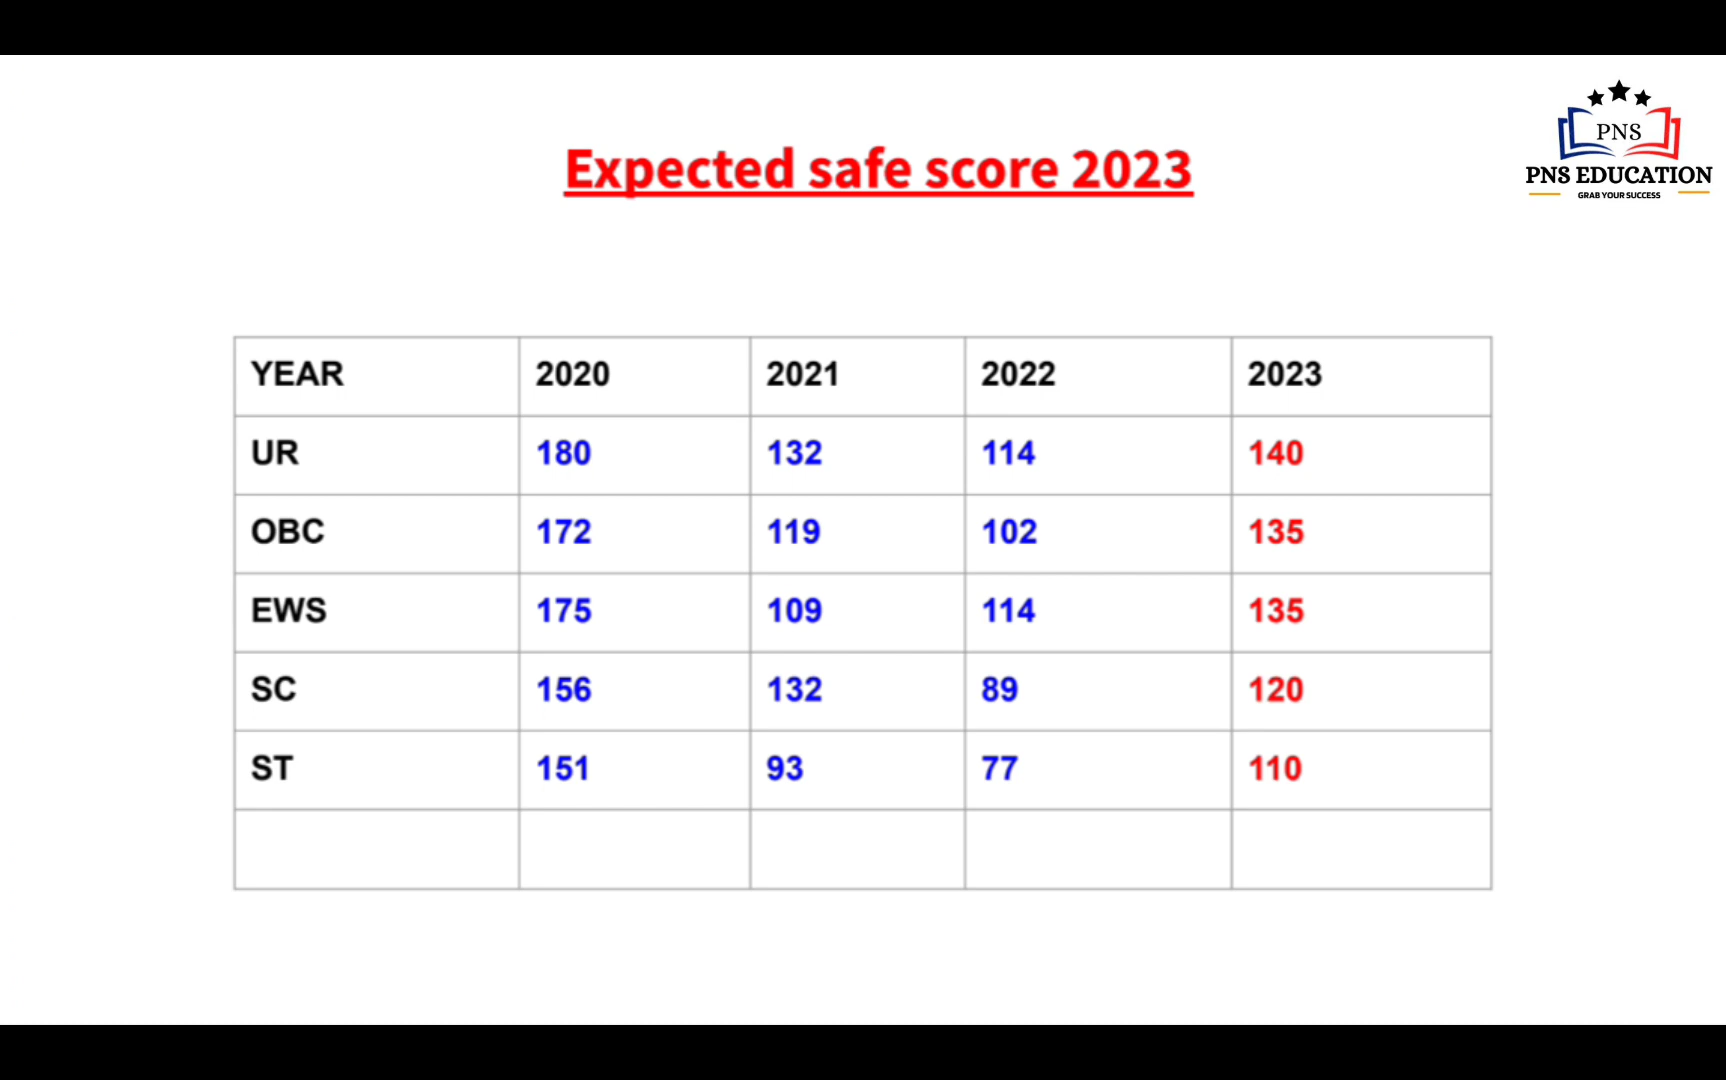 PNS
PNS EDUCATION
GRAB YOUR SUCCESS
Expected safe score 2023
YEAR 2020 2021 2022 2023
UR 180 132 114 140
OBC 172 119 102 135
EWS 175 109 114 135
SC 156 132 89 120
ST 151 93 77 110